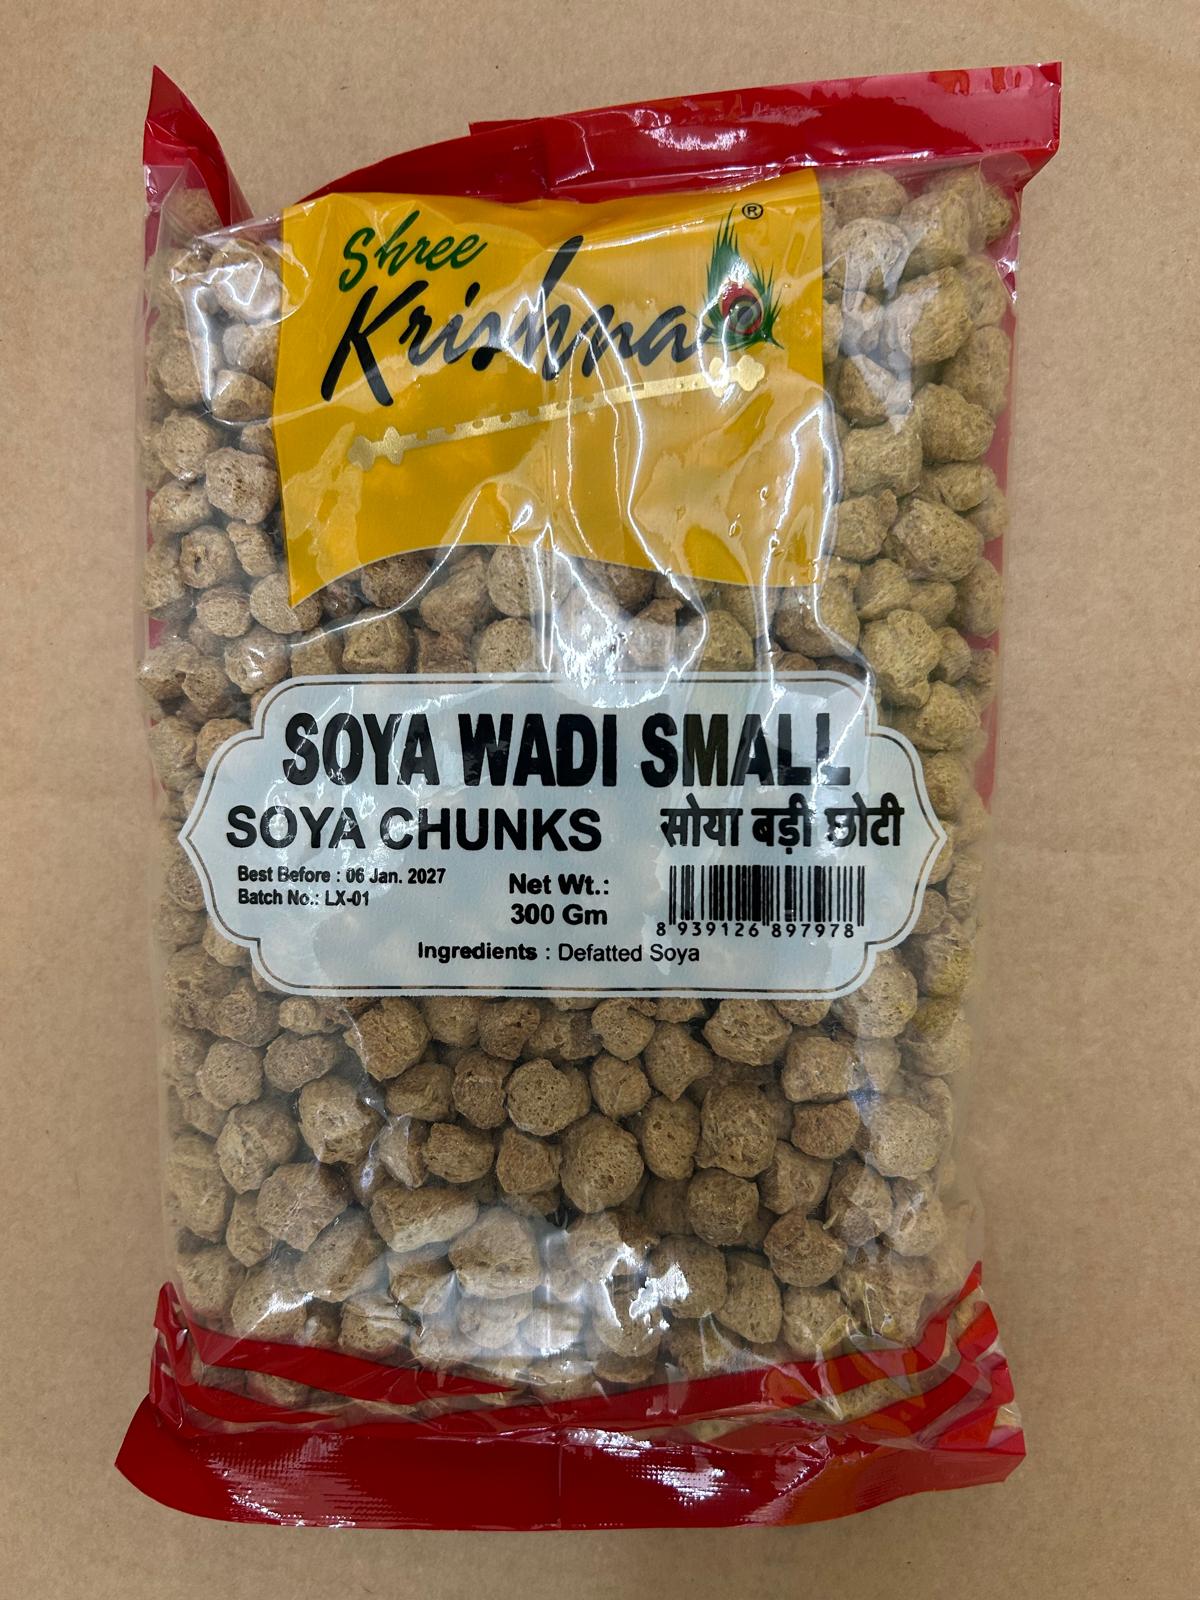 Shree
Krishna
®
SOYA WADI SMALL
SOYA CHUNKS
सोया बड़ी छोटी
Best Before : 06 Jan. 2027
Batch No.: LX-01
Net Wt.:
300 Gm
8 939126 897978
Ingredients : Defatted Soya